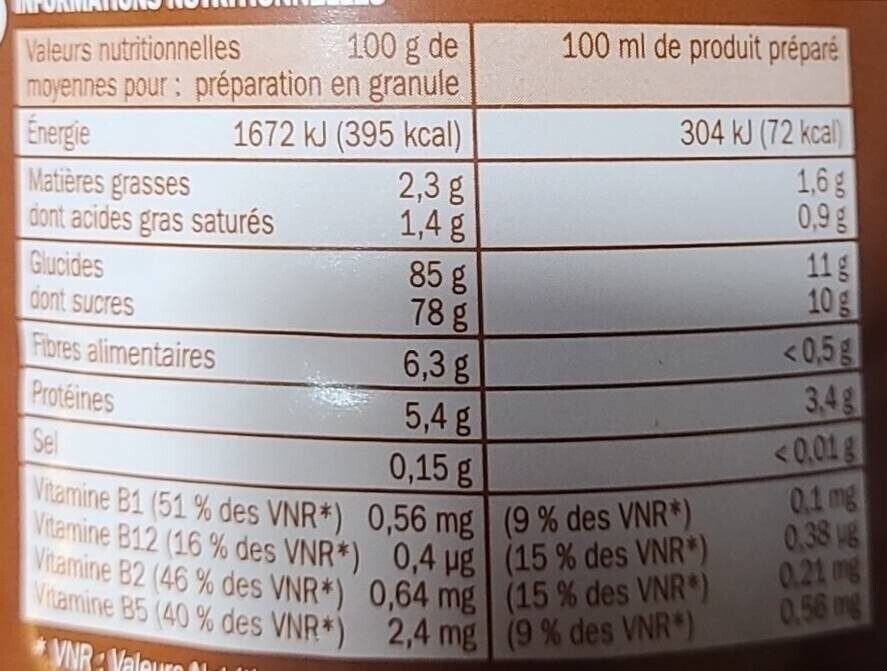 INFORMATIONS NUTRITIONNELLES
Valeurs nutritionnelles 100 g de 100 ml de produit préparé
moyennes pour : préparation en granule
Énergie 1672 kJ (395 kcal) 304 kJ (72 kcal)
Matières grasses 2,3 g 1,6 g
dont acides gras saturés 1,4 g 0,9 g
Glucides 85 g 11 g
dont sucres 78 g 10 g
Fibres alimentaires 6,3 g < 0,5 g
Protéines 5,4 g 3,4 g
Sel 0,15 g < 0,01 g
Vitamine B1 (51 % des VNR*) 0,56 mg (9 % des VNR*) 0,1 mg
Vitamine B12 (16 % des VNR*) 0,4 µg (15 % des VNR*) 0,38 µg
Vitamine B2 (46 % des VNR*) 0,64 mg (15 % des VNR*) 0,21 mg
Vitamine B5 (40 % des VNR*) 2,4 mg (9 % des VNR*) 0,56 mg
* VNR : Valeurs